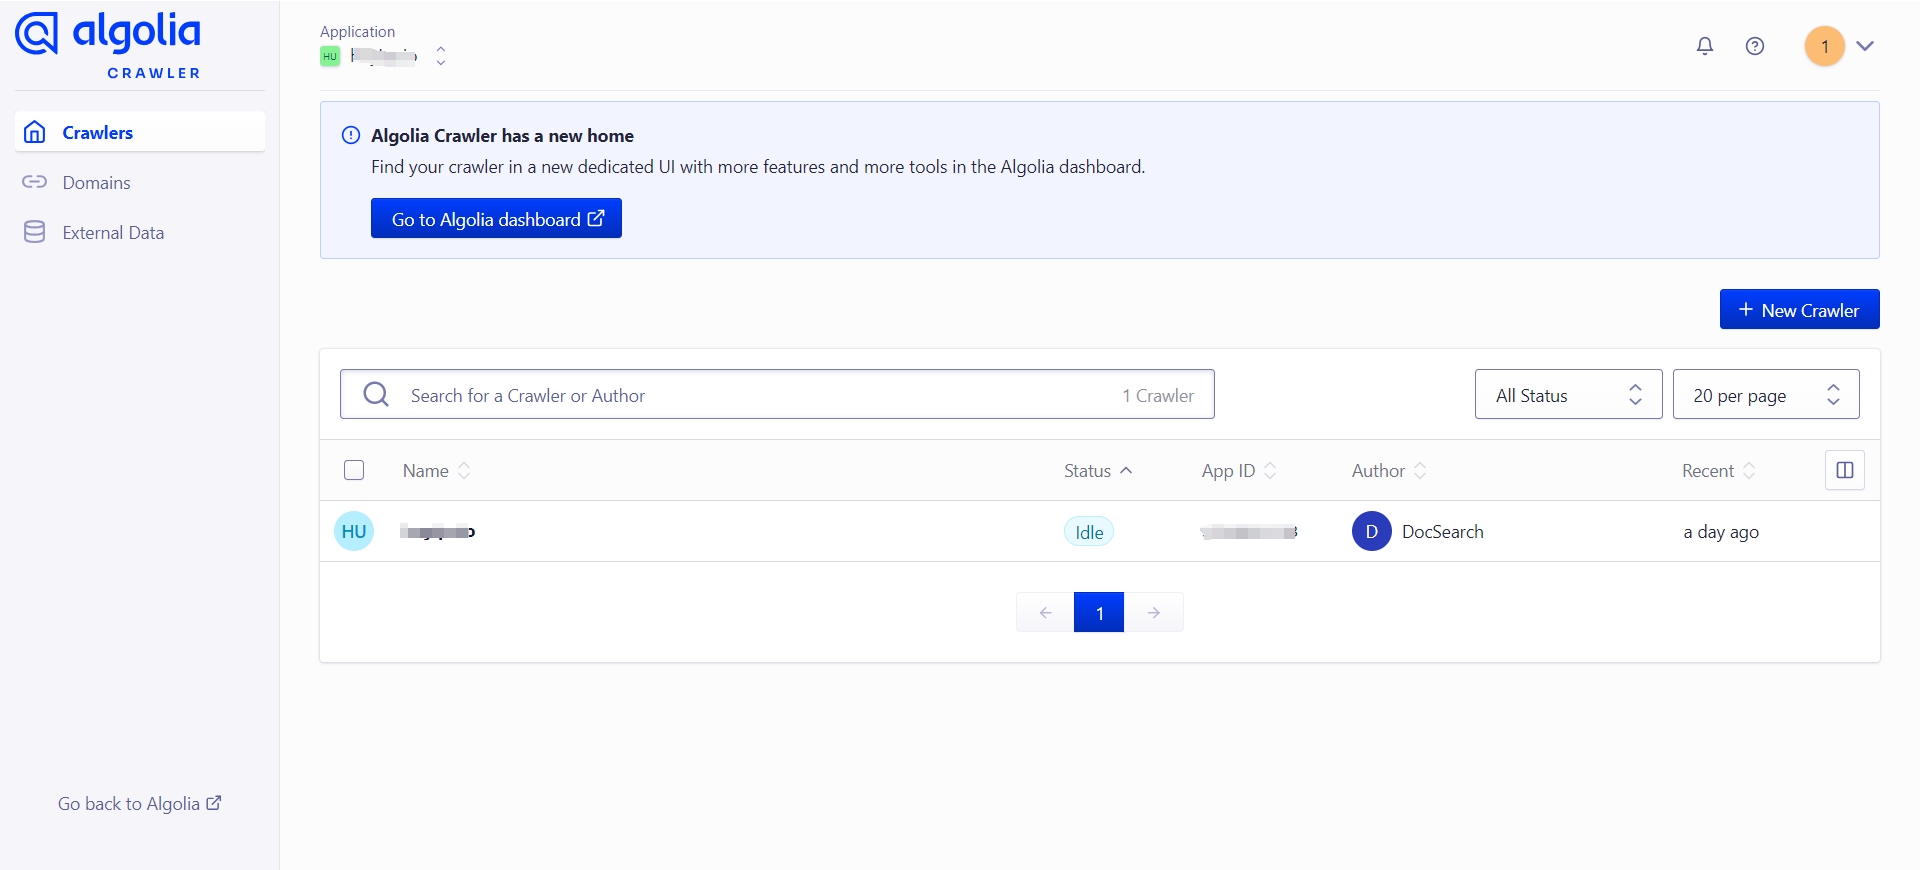 algolia
CRAWLER
Crawlers
Domains
External Data
Go back to Algolia
Application
HU
1
Algolia Crawler has a new home
Find your crawler in a new dedicated UI with more features and more tools in the Algolia dashboard.
Go to Algolia dashboard
+ New Crawler
Search for a Crawler or Author 1 Crawler
All Status
20 per page
Name Status App ID Author Recent
HU Idle D DocSearch a day ago
1